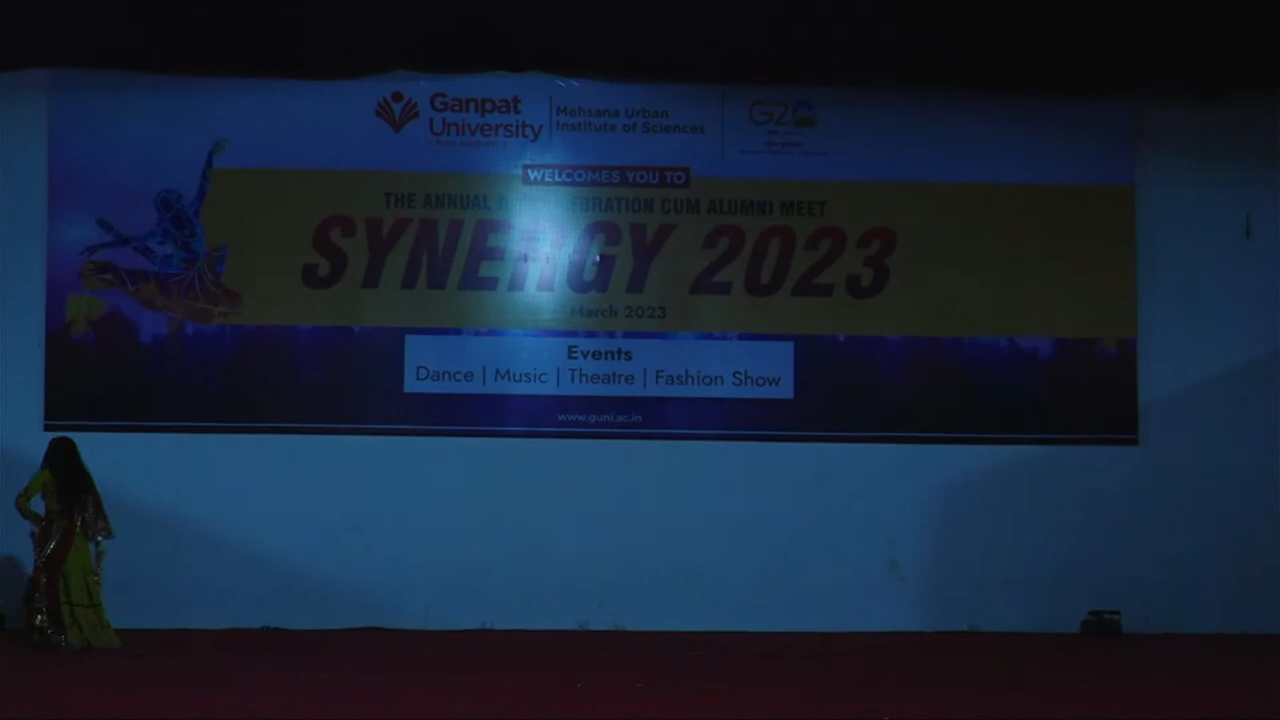 Ganpat
University
Mehsana Urban
Institute of Sciences
G20
WELCOMES YOU TO
THE ANNUAL CUM ALUMNI MEET
SYNERGY 2023
March 2023
Events
Dance | Music | Theatre | Fashion Show
www.guni.ac.in